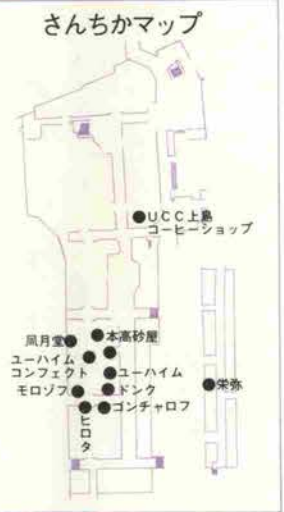 さんちかマップ
UCC上島
コーヒーショップ
風月堂
本高砂屋
ユーハイム
コンフェクト
ユーハイム
モロゾフ
ドンク
栄弥
ゴンチャロフ
ヒロタ